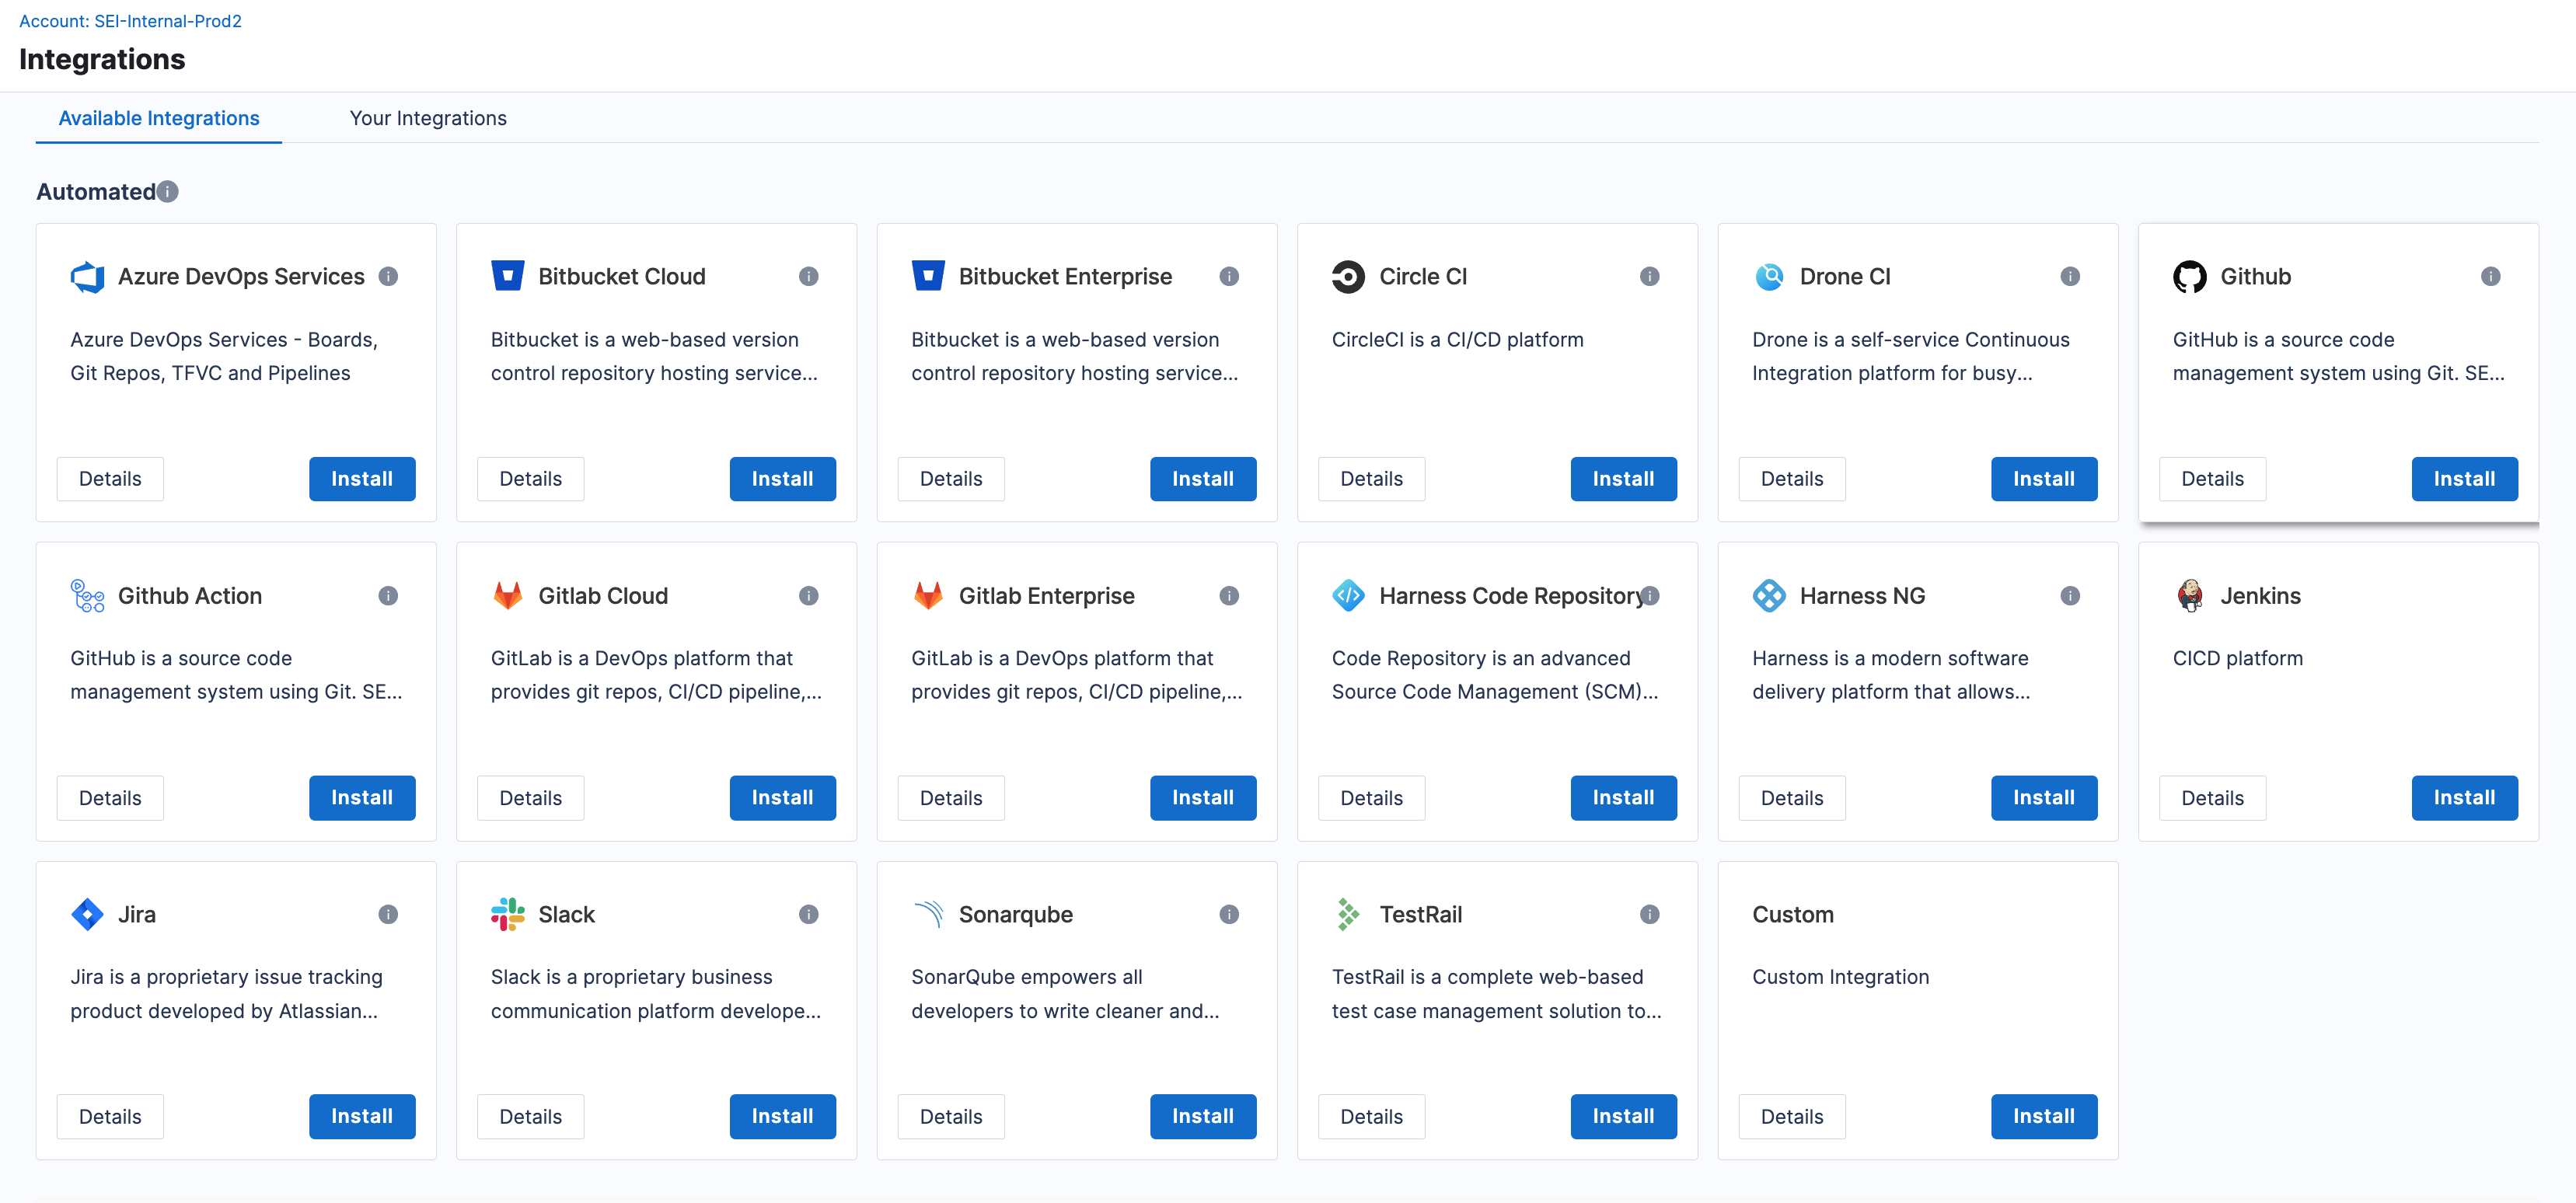 Account: SEI-Internal-Prod2
Integrations
Available Integrations
Your Integrations
Automated
Azure DevOps Services
Azure DevOps Services - Boards,
Git Repos, TFVC and Pipelines
Details
Install
Bitbucket Cloud
Bitbucket is a web-based version
control repository hosting service...
Details
Install
Bitbucket Enterprise
Bitbucket is a web-based version
control repository hosting service...
Details
Install
Circle CI
CircleCI is a CI/CD platform
Details
Install
Drone CI
Drone is a self-service Continuous
Integration platform for busy...
Details
Install
Github
GitHub is a source code
management system using Git. SE...
Details
Install
Github Action
GitHub is a source code
management system using Git. SE...
Details
Install
Gitlab Cloud
GitLab is a DevOps platform that
provides git repos, CI/CD pipeline,...
Details
Install
Gitlab Enterprise
GitLab is a DevOps platform that
provides git repos, CI/CD pipeline,...
Details
Install
Harness Code Repository
Code Repository is an advanced
Source Code Management (SCM)...
Details
Install
Harness NG
Harness is a modern software
delivery platform that allows...
Details
Install
Jenkins
CICD platform
Details
Install
Jira
Jira is a proprietary issue tracking
product developed by Atlassian...
Details
Install
Slack
Slack is a proprietary business
communication platform develope...
Details
Install
Sonarqube
SonarQube empowers all
developers to write cleaner and...
Details
Install
TestRail
TestRail is a complete web-based
test case management solution to...
Details
Install
Custom
Custom Integration
Details
Install